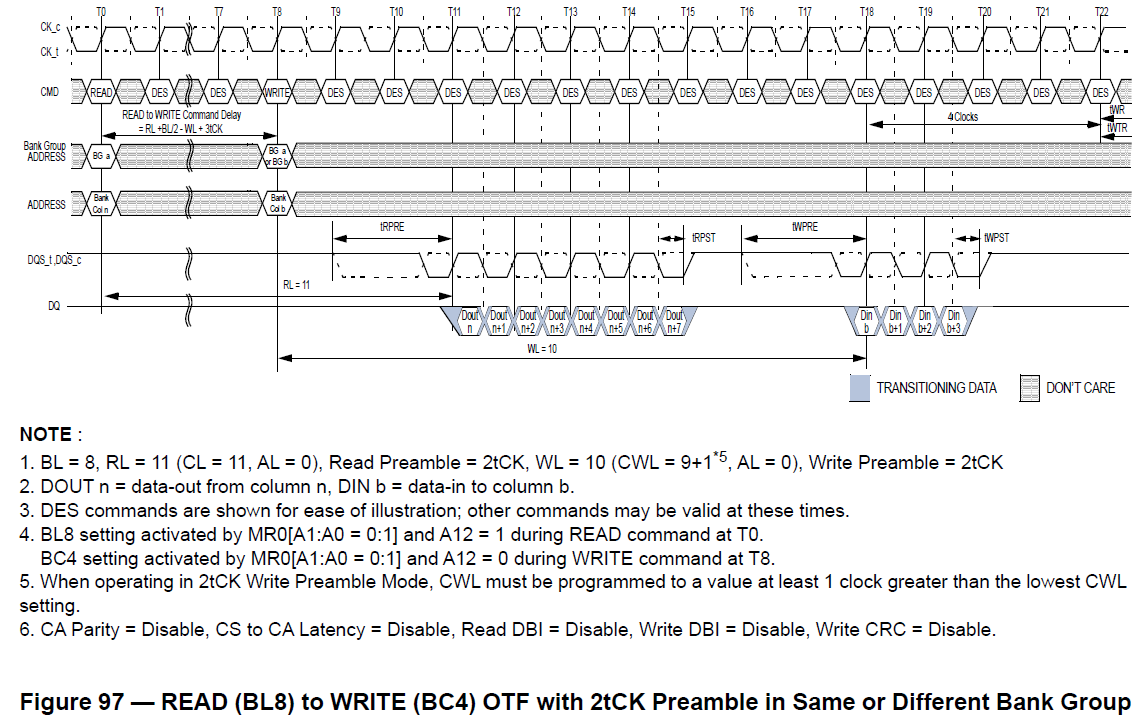 T0 T1 T7 T8 T9 T10 T11 T12 T13 T14 T15 T16 T17 T18 T19 T20 T21 T22
CK_c
CK_t
CMD READ DES DES WRITE DES DES DES DES DES DES DES DES DES DES DES DES DES DES
READ to WRITE Command Delay
= RL +BL/2 - WL + 3tCK
4 Clocks
tWR
tWTR
Bank Group
ADDRESS
BG a
BG a
or BG b
ADDRESS
Bank
Col n
Bank
Col b
tRPRE
tRPST
tWPRE
tWPST
DQS_t ,DQS_c
RL = 11
DQ
Dout Dout Dout Dout Dout Dout Dout Dout Din Din Din Din
n n+1 n+2 n+3 n+4 n+5 n+6 n+7 b b+1 b+2 b+3
WL = 10
TRANSITIONING DATA DON'T CARE
NOTE :
1. BL = 8, RL = 11 (CL = 11, AL = 0), Read Preamble = 2tCK, WL = 10 (CWL = 9+1*5, AL = 0), Write Preamble = 2tCK
2. DOUT n = data-out from column n, DIN b = data-in to column b.
3. DES commands are shown for ease of illustration; other commands may be valid at these times.
4. BL8 setting activated by MR0[A1:A0 = 0:1] and A12 = 1 during READ command at T0.
BC4 setting activated by MR0[A1:A0 = 0:1] and A12 = 0 during WRITE command at T8.
5. When operating in 2tCK Write Preamble Mode, CWL must be programmed to a value at least 1 clock greater than the lowest CWL
setting.
6. CA Parity = Disable, CS to CA Latency = Disable, Read DBI = Disable, Write DBI = Disable, Write CRC = Disable.
Figure 97 — READ (BL8) to WRITE (BC4) OTF with 2tCK Preamble in Same or Different Bank Group